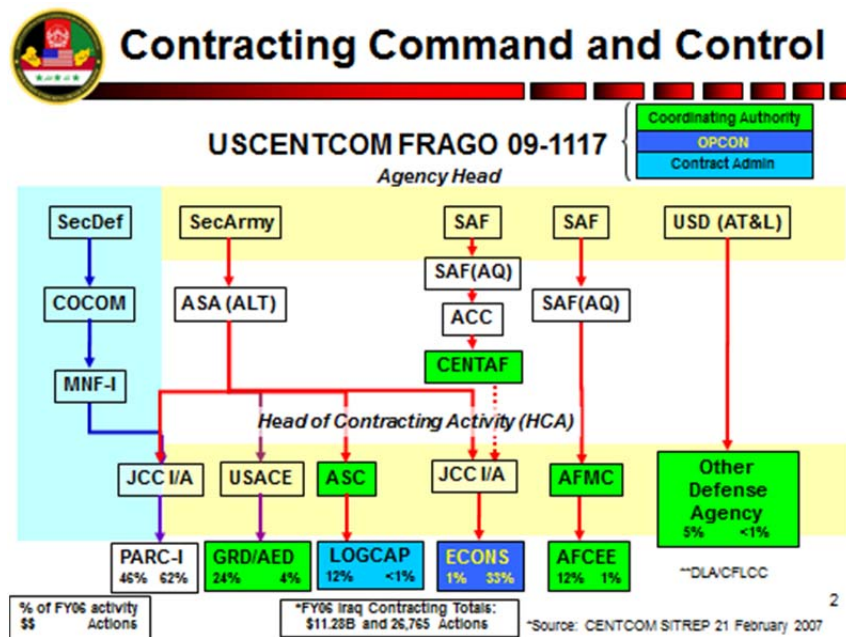 Contracting Command and Control
USCENTCOM FRAGO 09-1117
Coordinating Authority
OPCON
Contract Admin
Agency Head
SecDef
SecArmy
SAF
SAF
USD (AT&L)
SAF(AQ)
COCOM
ASA (ALT)
ACC
SAF(AQ)
CENTAF
MNF-I
Head of Contracting Activity (HCA)
JCC I/A
USACE
ASC
JCC I/A
AFMC
Other
Defense
Agency
5% <1%
PARC-I
46% 62%
GRD/AED
24% 4%
LOGCAP
12% <1%
ECONS
1% 33%
AFCEE
12% 1%
**DLA/CFLCC
% of FY06 activity
$$ Actions
*FY06 Iraq Contracting Totals:
$11.28B and 26,765 Actions
*Source: CENTCOM SITREP 21 February 2007
2